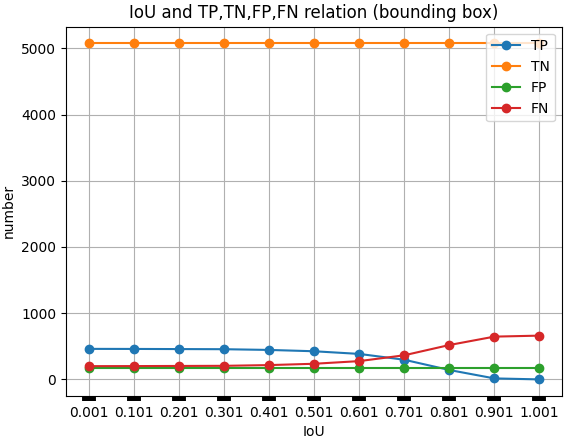 IoU and TP,TN,FP,FN relation (bounding box)
TP
TN
FP
FN
5000
4000
3000
2000
1000
0
number
0.001 0.101 0.201 0.301 0.401 0.501 0.601 0.701 0.801 0.901 1.001
IoU